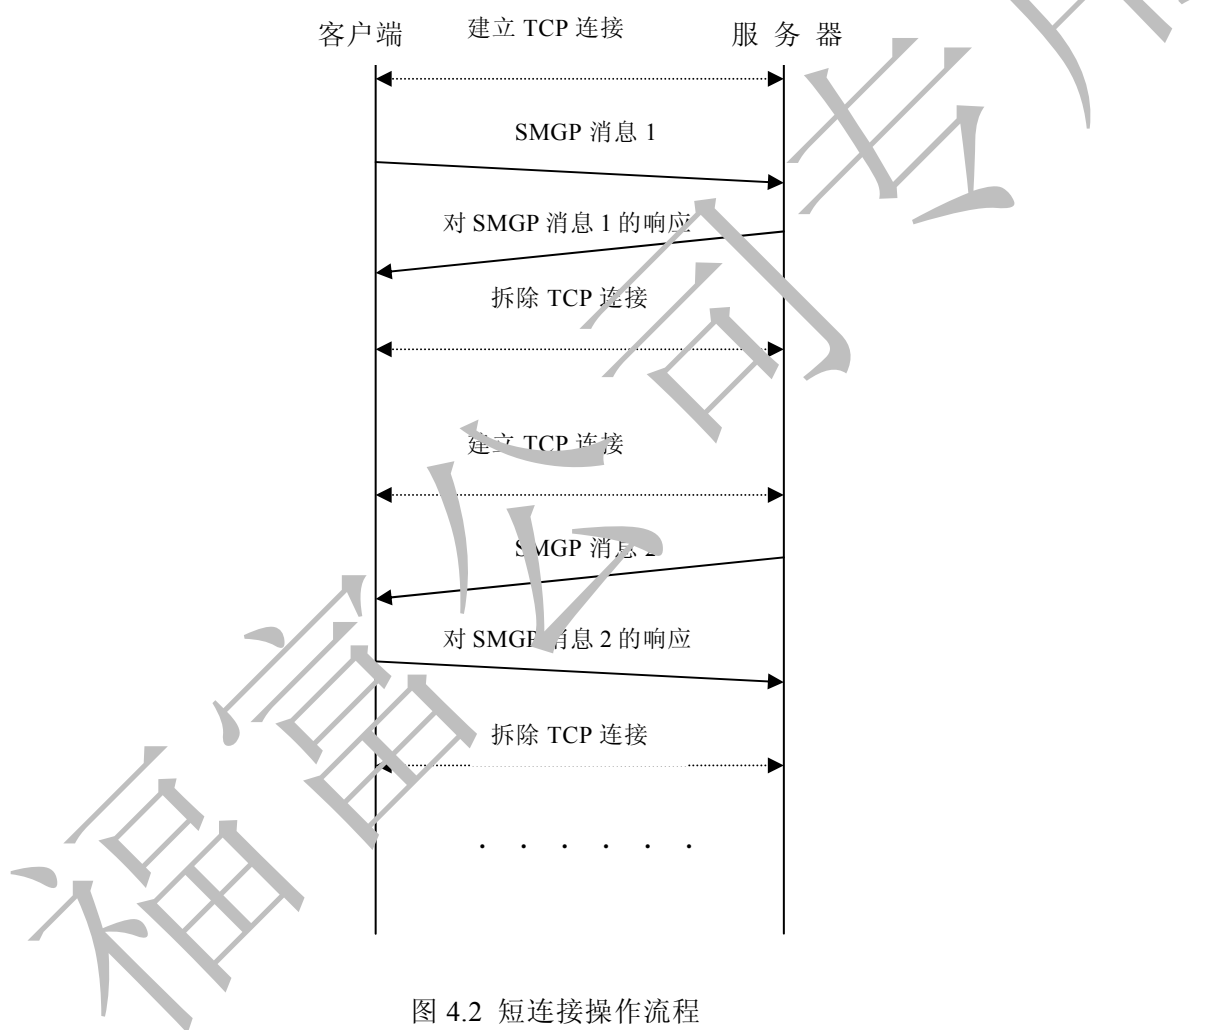 客户端 建立 TCP 连接 服 务 器
SMGP 消息 1
对 SMGP 消息 1 的响应
拆除 TCP 连接
建立 TCP 连接
SMGP 消息 2
对 SMGP 消息 2 的响应
拆除 TCP 连接
. . . . . .
图 4.2 短连接操作流程
福富公司专用